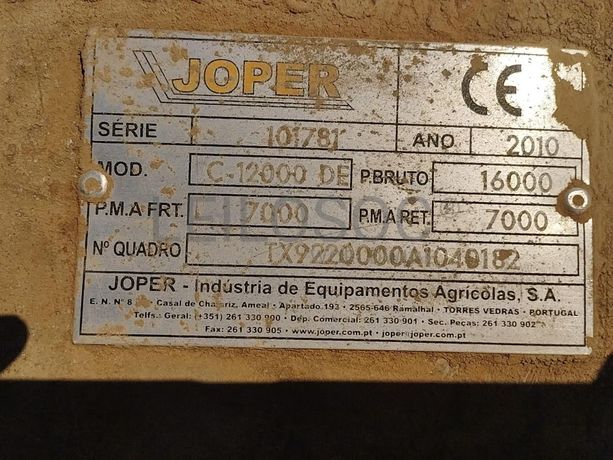 JOPER CE
SÉRIE 101781 ANO 2010
MOD. C-12000 DE P.BRUTO 16000
P.M.A FRT. 7000 P.M.A RET. 7000
LEILOSOC
Nº QUADRO TX9220000A1040182
JOPER - Indústria de Equipamentos Agrícolas, S.A.
E. N. Nº 8 Casal de Chafariz, Ameal • Apartado 193 • 2565-646 Ramalhal • TORRES VEDRAS • PORTUGAL
Telfs.: Geral: (+351) 261 330 900 • Dep. Comercial: 261 330 901 • Sec. Peças: 261 330 902
Fax: 261 330 905 • www.joper.com.pt • joper@joper.com.pt